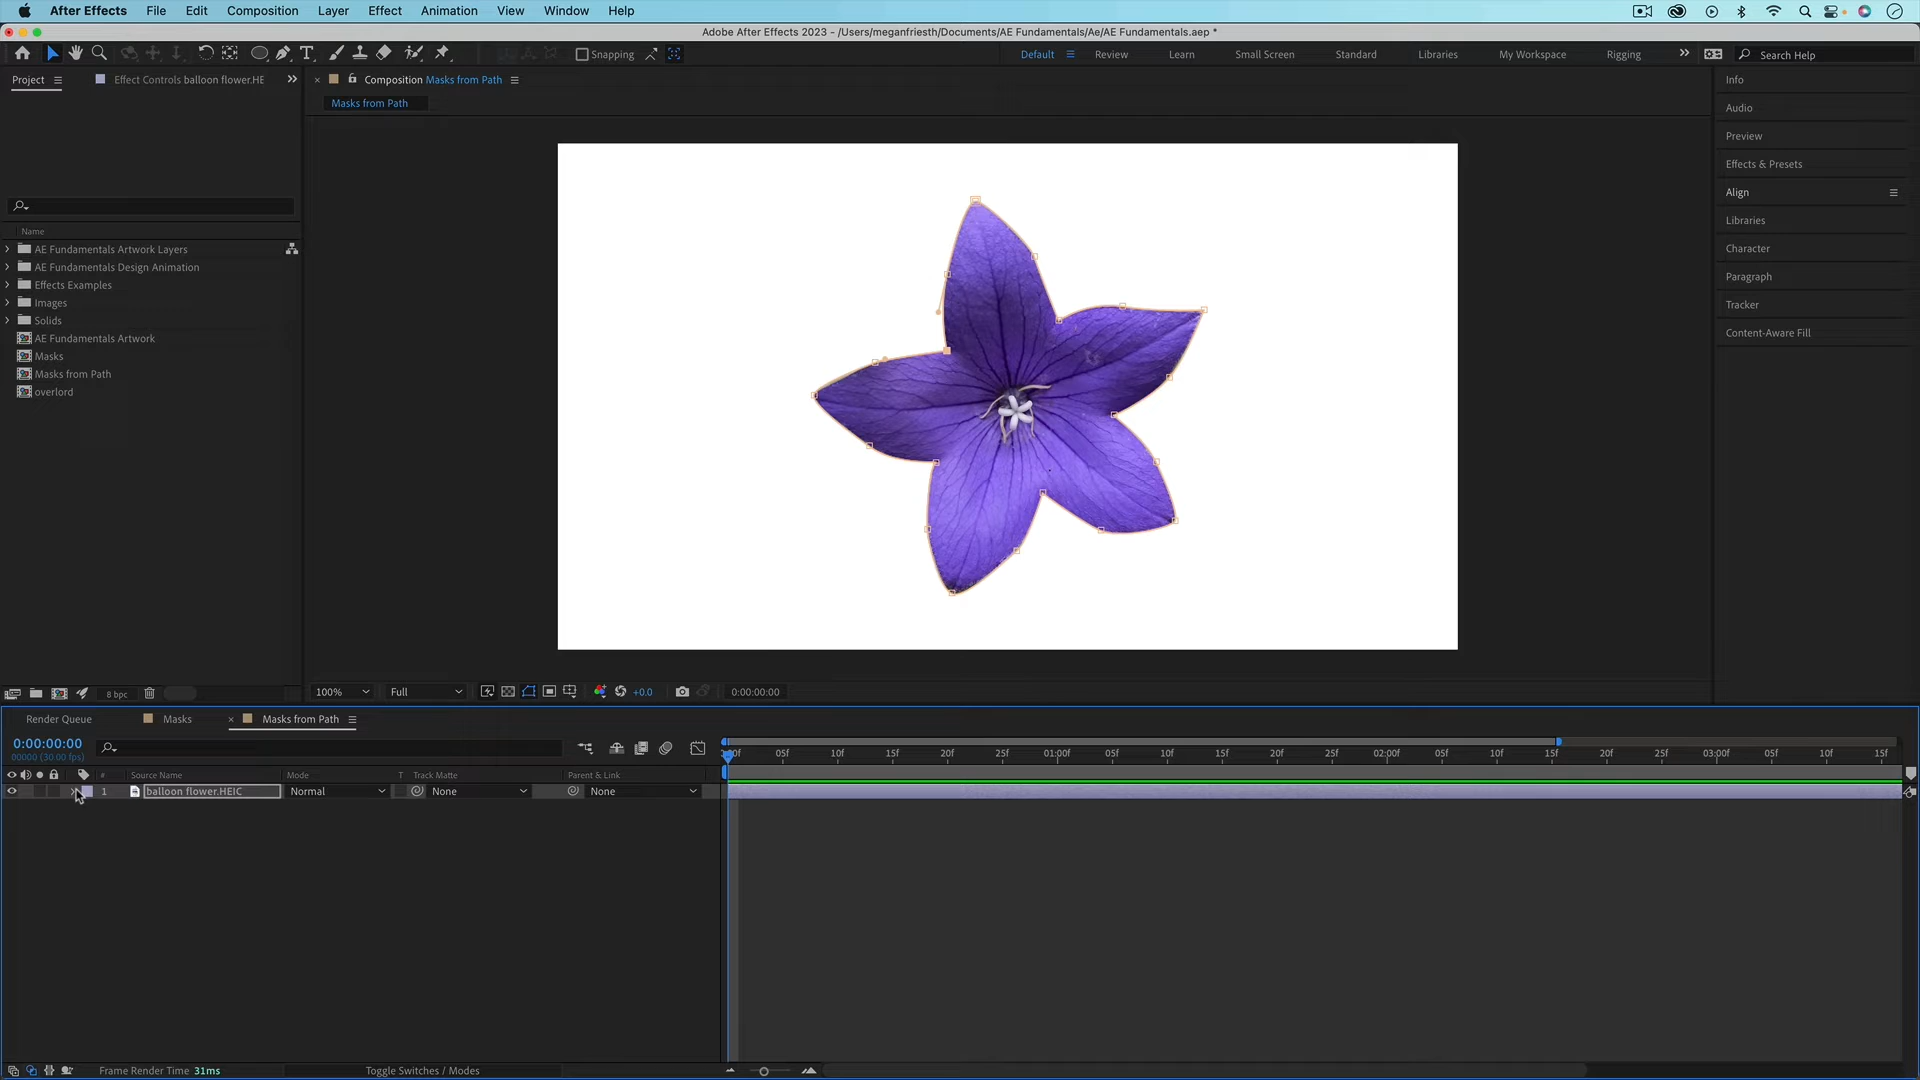 After Effects File Edit Composition Layer Effect Animation View Window Help
Adobe After Effects 2023 - /Users/meganfriesth/Documents/AE Fundamentals/Ae/AE Fundamentals.aep *
Snapping Default Review Learn Small Screen Standard Libraries My Workspace Rigging Search Help
Project Effect Controls balloon flower.HE Composition Masks from Path
Masks from Path
Info
Audio
Preview
Effects & Presets
Align
Libraries
Character
Paragraph
Tracker
Content-Aware Fill
Name
AE Fundamentals Artwork Layers
AE Fundamentals Design Animation
Effects Examples
Images
Solids
AE Fundamentals Artwork
Masks
Masks from Path
overlord
8 bpc 100% Full +0.0 0:00:00:00
Render Queue Masks Masks from Path
0:00:00:00
00000 (30.00 fps)
:00f 05f 10f 15f 20f 25f 01:00f 05f 10f 15f 20f 25f 02:00f 05f 10f 15f 20f 25f 03:00f 05f 10f 15f
# Source Name Mode T Track Matte Parent & Link
1 balloon flower.HEIC Normal None None
Frame Render Time 31ms Toggle Switches / Modes